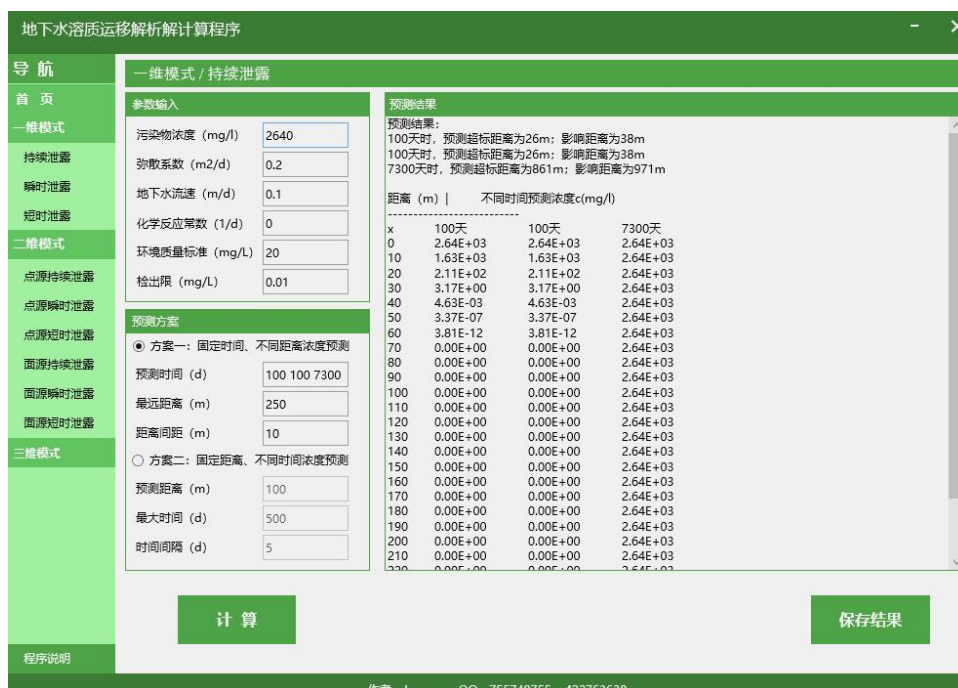 地下水溶质运移解析解计算程序
导 航
首 页
一维模式
持续泄露
瞬时泄露
短时泄露
二维模式
点源持续泄露
点源瞬时泄露
点源短时泄露
面源持续泄露
面源瞬时泄露
面源短时泄露
三维模式
程序说明
一维模式 / 持续泄露
参数输入
污染物浓度（mg/l） 2640
弥散系数（m2/d） 0.2
地下水流速（m/d） 0.1
化学反应常数（1/d） 0
环境质量标准（mg/L） 20
检出限（mg/L） 0.01
预测方案
方案一：固定时间、不同距离浓度预测
预测时间（d） 100 100 7300
最远距离（m） 250
距离间距（m） 10
方案二：固定距离、不同时间浓度预测
预测距离（m） 100
最大时间（d） 500
时间间隔（d） 5
计 算
预测结果
预测结果：
100天时，预测超标距离为26m；影响距离为38m
100天时，预测超标距离为26m；影响距离为38m
7300天时，预测超标距离为861m；影响距离为971m
距离（m）| 不同时间预测浓度c(mg/l)
------------------------
x 100天 100天 7300天
0 2.64E+03 2.64E+03 2.64E+03
10 1.63E+03 1.63E+03 2.64E+03
20 2.11E+02 2.11E+02 2.64E+03
30 3.17E+00 3.17E+00 2.64E+03
40 4.63E-03 4.63E-03 2.64E+03
50 3.37E-07 3.37E-07 2.64E+03
60 3.81E-12 3.81E-12 2.64E+03
70 0.00E+00 0.00E+00 2.64E+03
80 0.00E+00 0.00E+00 2.64E+03
90 0.00E+00 0.00E+00 2.64E+03
100 0.00E+00 0.00E+00 2.64E+03
110 0.00E+00 0.00E+00 2.64E+03
120 0.00E+00 0.00E+00 2.64E+03
130 0.00E+00 0.00E+00 2.64E+03
140 0.00E+00 0.00E+00 2.64E+03
150 0.00E+00 0.00E+00 2.64E+03
160 0.00E+00 0.00E+00 2.64E+03
170 0.00E+00 0.00E+00 2.64E+03
180 0.00E+00 0.00E+00 2.64E+03
190 0.00E+00 0.00E+00 2.64E+03
200 0.00E+00 0.00E+00 2.64E+03
210 0.00E+00 0.00E+00 2.64E+03
保存结果